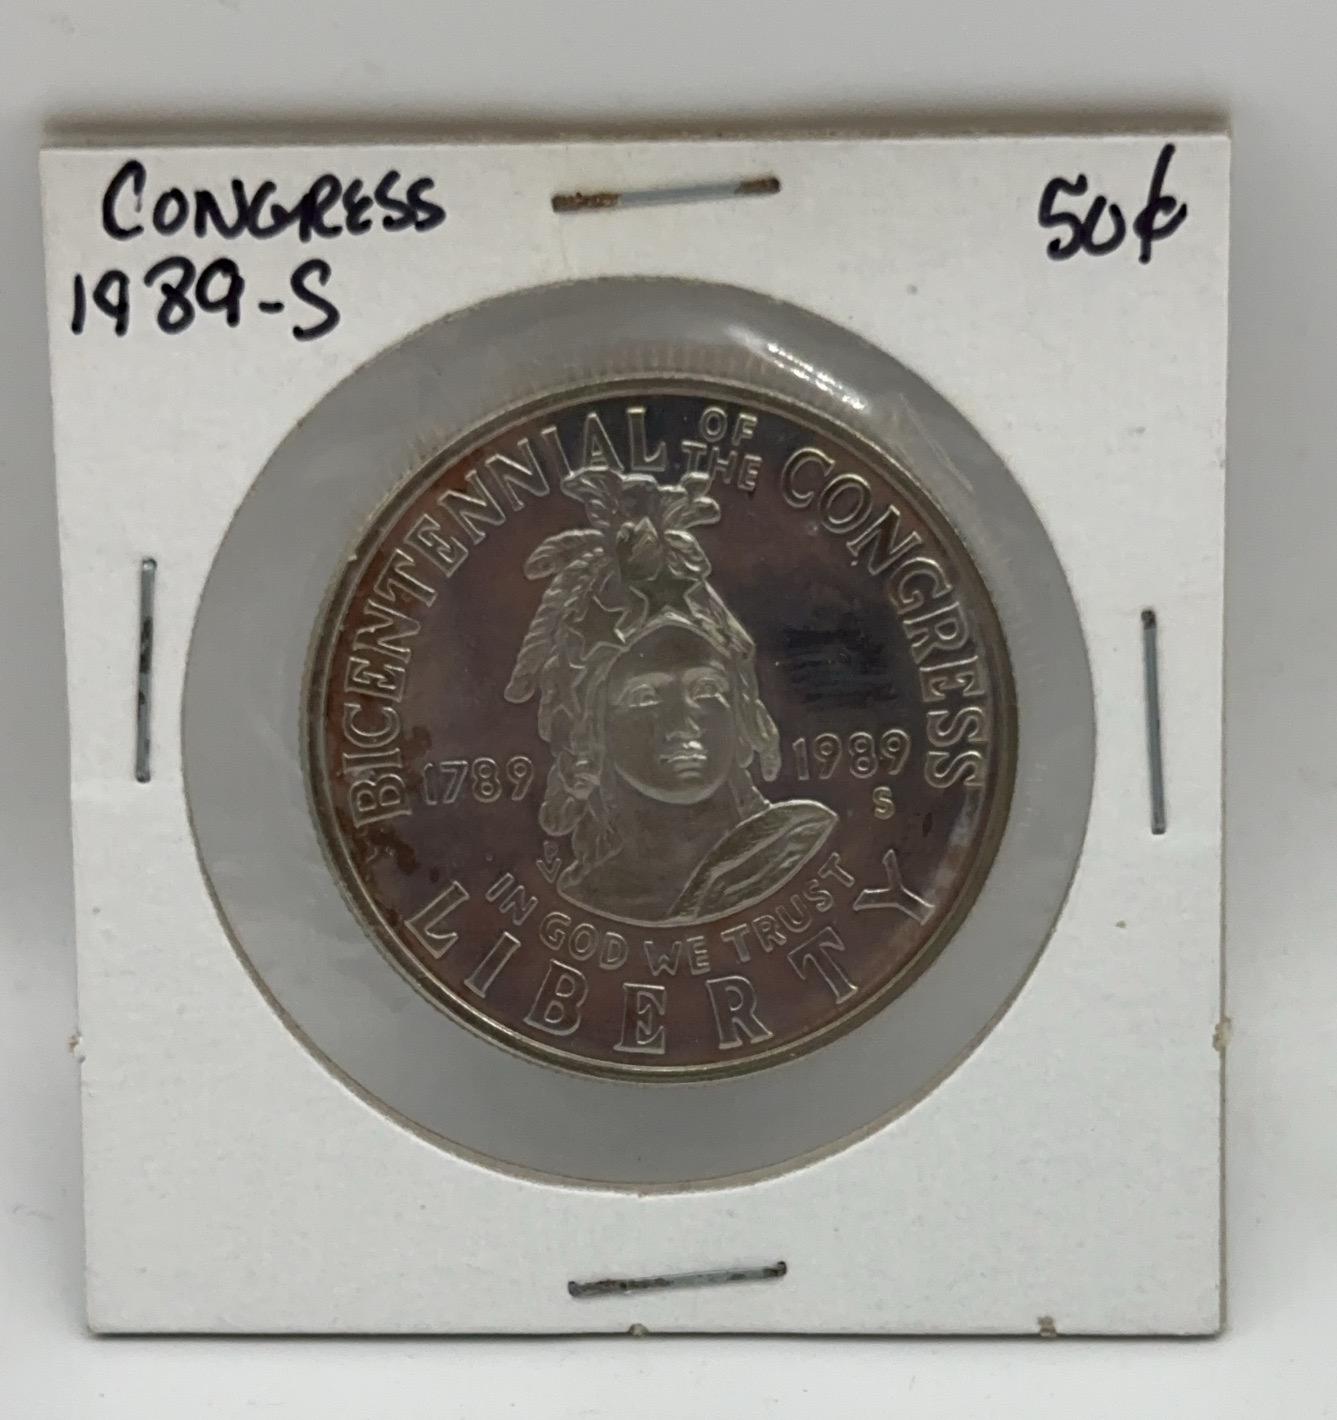 CONGRESS
1989-S
50¢
BICENTENNIAL OF THE CONGRESS
1789
1989
S
IN GOD WE TRUST
LIBERTY